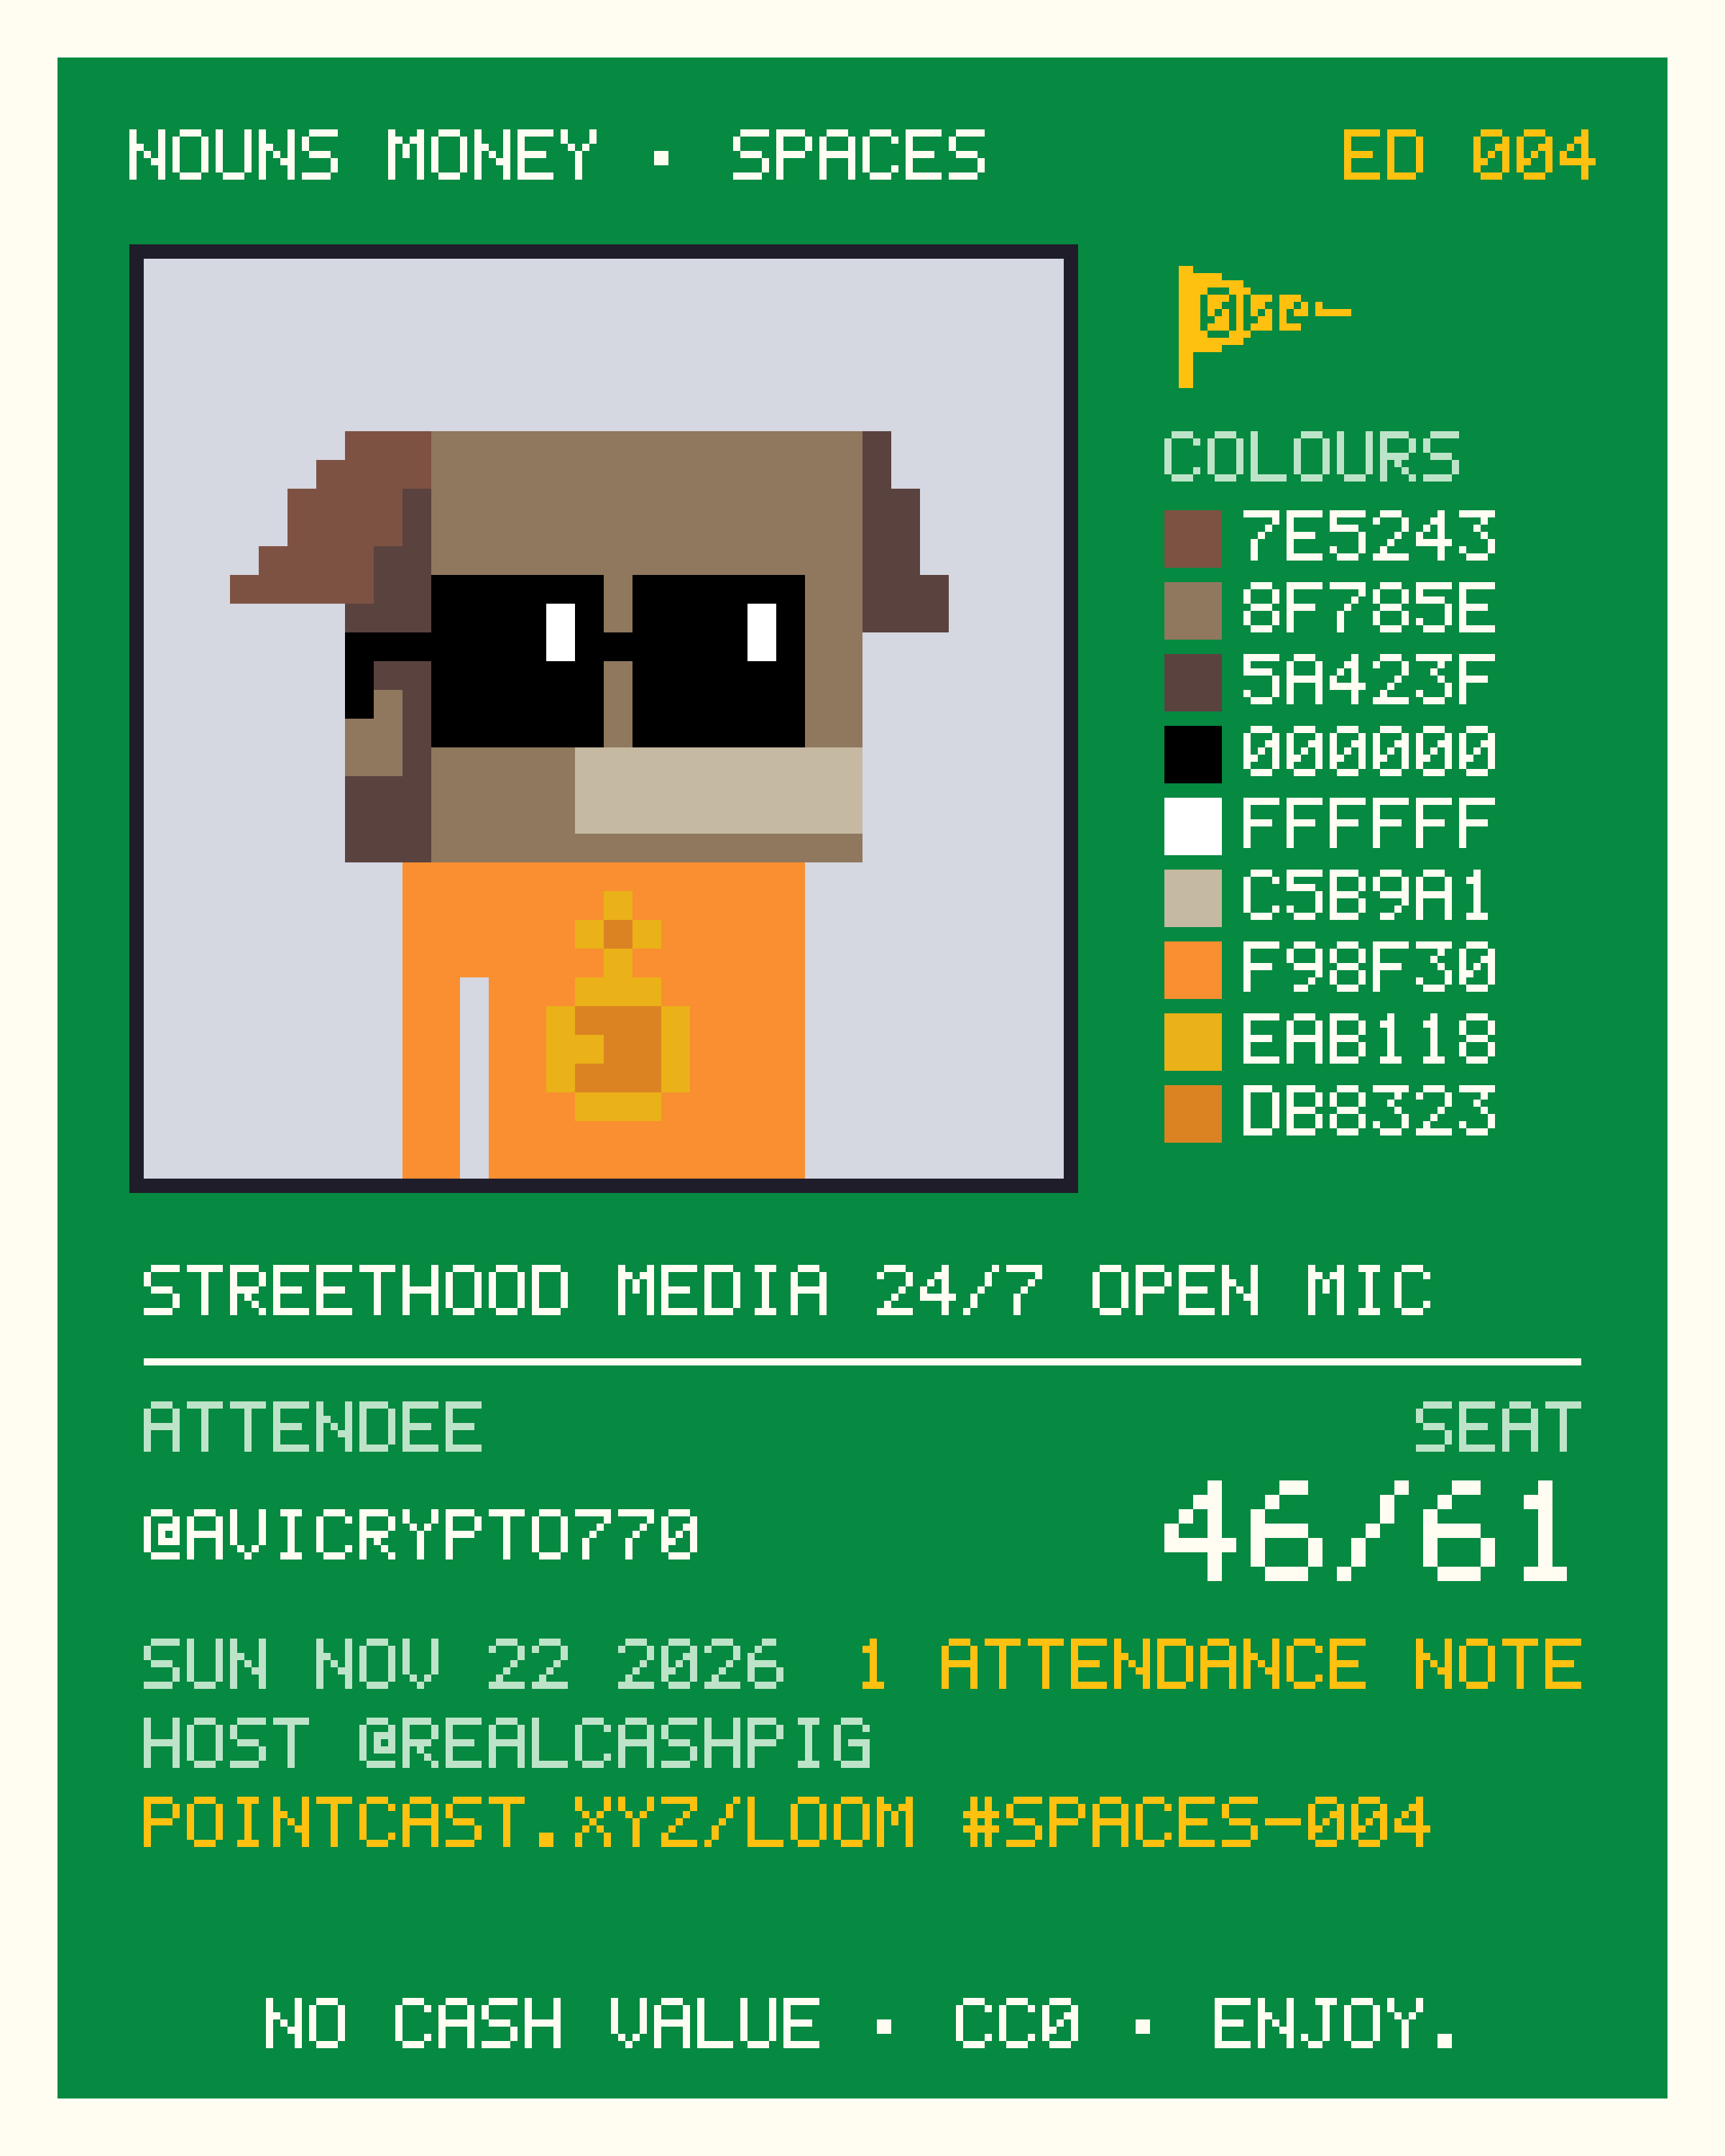 NOUNS MONEY · SPACES
ED 004
COLOURS
7E5243
8F785E
5A423F
000000
FFFFFF
C5B9A1
F98F30
EAB118
DB8323
STREETHOOD MEDIA 24/7 OPEN MIC
ATTENDEE
SEAT
@AVICRYPTO770
46/61
SUN NOV 22 2026
1 ATTENDANCE NOTE
HOST @REALCASHPIG
POINTCAST.XYZ/LOOM #SPACES-004
NO CASH VALUE · CC0 · ENJOY.